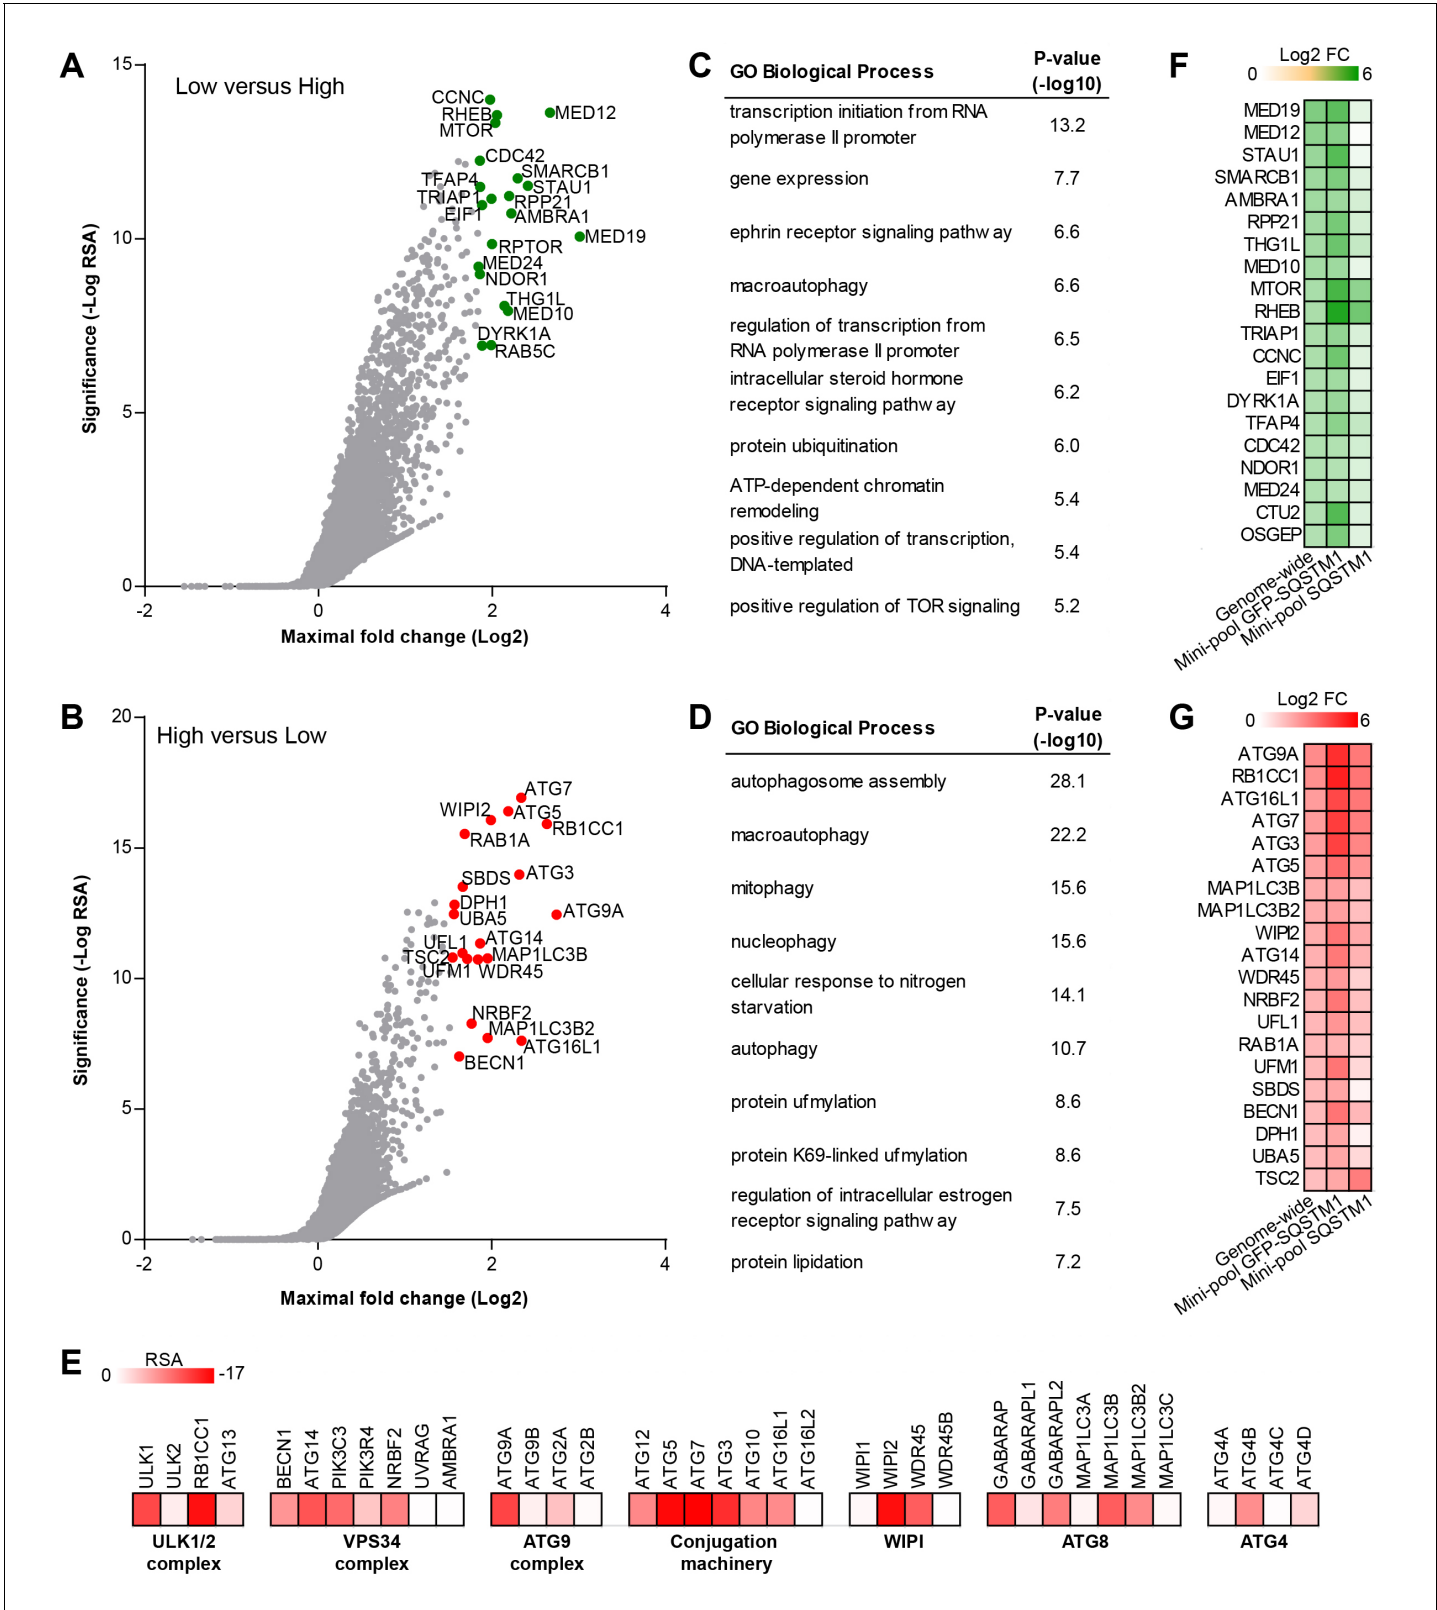 A
Low versus High
Significance (-Log RSA)
15
10
5
0
-2
0
2
4
Maximal fold change (Log2)
CCNC
RHEB
MTOR
MED12
CDC42
SMARCB1
TFAP4
STAU1
TRIAP1
RPP21
EIF1
AMBRA1
MED19
RPTOR
MED24
NDOR1
THG1L
MED10
DYRK1A
RAB5C
C
GO Biological Process
P-value
(-log10)
transcription initiation from RNA
polymerase II promoter
13.2
gene expression
7.7
ephrin receptor signaling pathway
6.6
macroautophagy
6.6
regulation of transcription from
RNA polymerase II promoter
6.5
intracellular steroid hormone
receptor signaling pathway
6.2
protein ubiquitination
6.0
ATP-dependent chromatin
remodeling
5.4
positive regulation of transcription,
DNA-templated
5.4
positive regulation of TOR signaling
5.2
F
Log2 FC
0
6
MED19
MED12
STAU1
SMARCB1
AMBRA1
RPP21
THG1L
MED10
MTOR
RHEB
TRIAP1
CCNC
EIF1
DYRK1A
TFAP4
CDC42
NDOR1
MED24
CTU2
OSGEP
Genome-wide
Mini-pool GFP-SQSTM1
Mini-pool SQSTM1
B
High versus Low
Significance (-Log RSA)
20
15
10
5
0
-2
0
2
4
Maximal fold change (Log2)
ATG7
WIPI2
ATG5
RB1CC1
RAB1A
ATG3
SBDS
DPH1
UBA5
ATG9A
UFL1
ATG14
TSC2
MAP1LC3B
UFM1
WDR45
NRBF2
MAP1LC3B2
ATG16L1
BECN1
D
GO Biological Process
P-value
(-log10)
autophagosome assembly
28.1
macroautophagy
22.2
mitophagy
15.6
nucleophagy
15.6
cellular response to nitrogen
starvation
14.1
autophagy
10.7
protein ufmylation
8.6
protein K69-linked ufmylation
8.6
regulation of intracellular estrogen
receptor signaling pathway
7.5
protein lipidation
7.2
G
Log2 FC
0
6
ATG9A
RB1CC1
ATG16L1
ATG7
ATG3
ATG5
MAP1LC3B
MAP1LC3B2
WIPI2
ATG14
WDR45
NRBF2
UFL1
RAB1A
UFM1
SBDS
BECN1
DPH1
UBA5
TSC2
Genome-wide
Mini-pool GFP-SQSTM1
Mini-pool SQSTM1
E
RSA
0
-17
ULK1
ULK2
RB1CC1
ATG13
ULK1/2
complex
BECN1
ATG14
PIK3C3
PIK3R4
NRBF2
UVRAG
AMBRA1
VPS34
complex
ATG9A
ATG9B
ATG2A
ATG2B
ATG9
complex
ATG12
ATG5
ATG7
ATG3
ATG10
ATG16L1
ATG16L2
Conjugation
machinery
WIPI1
WIPI2
WDR45
WDR45B
WIPI
GABARAP
GABARAPL1
GABARAPL2
MAP1LC3A
MAP1LC3B
MAP1LC3B2
MAP1LC3C
ATG8
ATG4A
ATG4B
ATG4C
ATG4D
ATG4